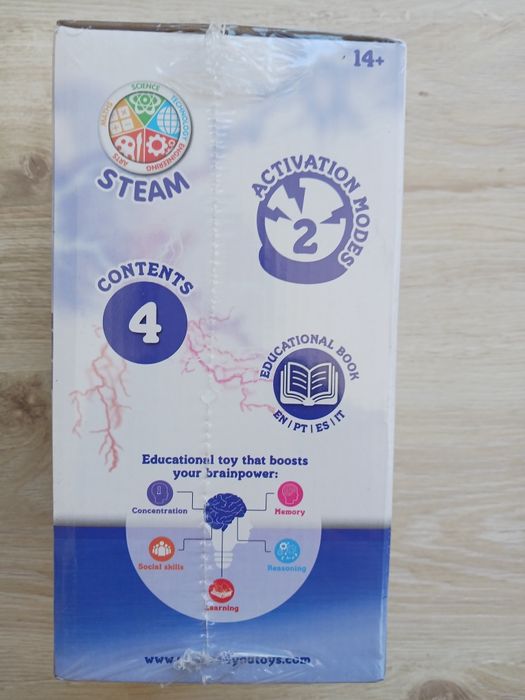 14+
SCIENCE
TECHNOLOGY
ENGINEERING
ARTS
MATHS
STEAM
ACTIVATION MODES
2
CONTENTS
4
EDUCATIONAL BOOK
EN | PT | ES | IT
Educational toy that boosts
your brainpower:
Concentration
Memory
Social skills
Reasoning
Learning